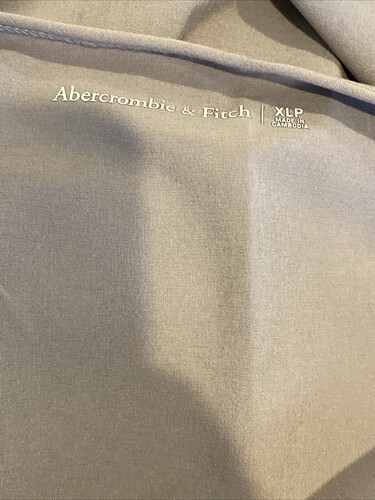 Abercrombie & Fitch | XLP
MADE IN
CAMBODIA